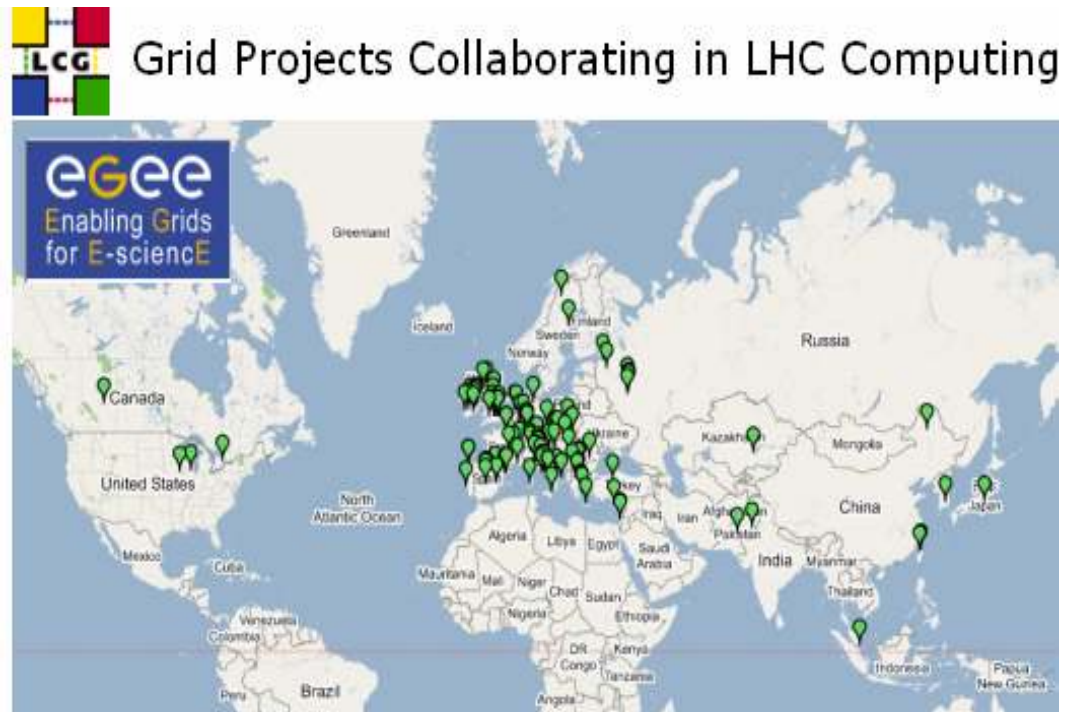 LCG
Grid Projects Collaborating in LHC Computing
eGee
Enabling Grids
for E-sciencE
Greenland
Iceland
Finland
Sweden
Norway
Russia
Canada
Ukraine
Kazakhstan
Mongolia
United States
North
Atlantic Ocean
China
Japan
Iraq
Iran
Pakistan
Algeria
Libya
Egypt
Saudi
Arabia
India
Myanmar
Mexico
Cuba
Thailand
Mauritania
Mali
Niger
Chad
Sudan
Nigeria
Ethiopia
Venezuela
Colombia
DR
Congo
Kenya
Tanzania
Indonesia
Papua
New Guinea
Peru
Brazil
Angola